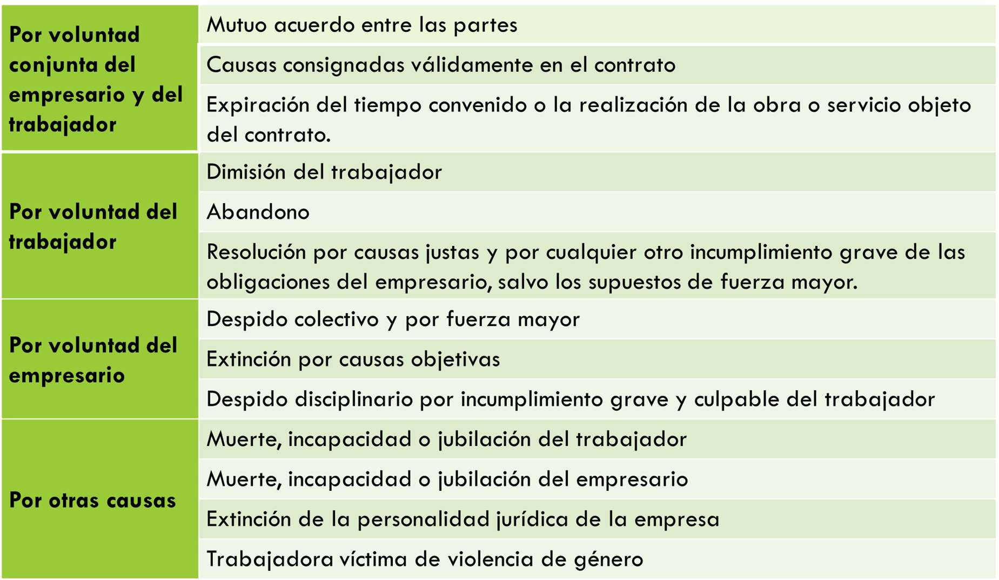 Por voluntad
conjunta del
empresario y del
trabajador
Mutuo acuerdo entre las partes
Causas consignadas válidamente en el contrato
Expiración del tiempo convenido o la realización de la obra o servicio objeto
del contrato.
Por voluntad del
trabajador
Dimisión del trabajador
Abandono
Resolución por causas justas y por cualquier otro incumplimiento grave de las
obligaciones del empresario, salvo los supuestos de fuerza mayor.
Por voluntad del
empresario
Despido colectivo y por fuerza mayor
Extinción por causas objetivas
Despido disciplinario por incumplimiento grave y culpable del trabajador
Por otras causas
Muerte, incapacidad o jubilación del trabajador
Muerte, incapacidad o jubilación del empresario
Extinción de la personalidad jurídica de la empresa
Trabajadora víctima de violencia de género